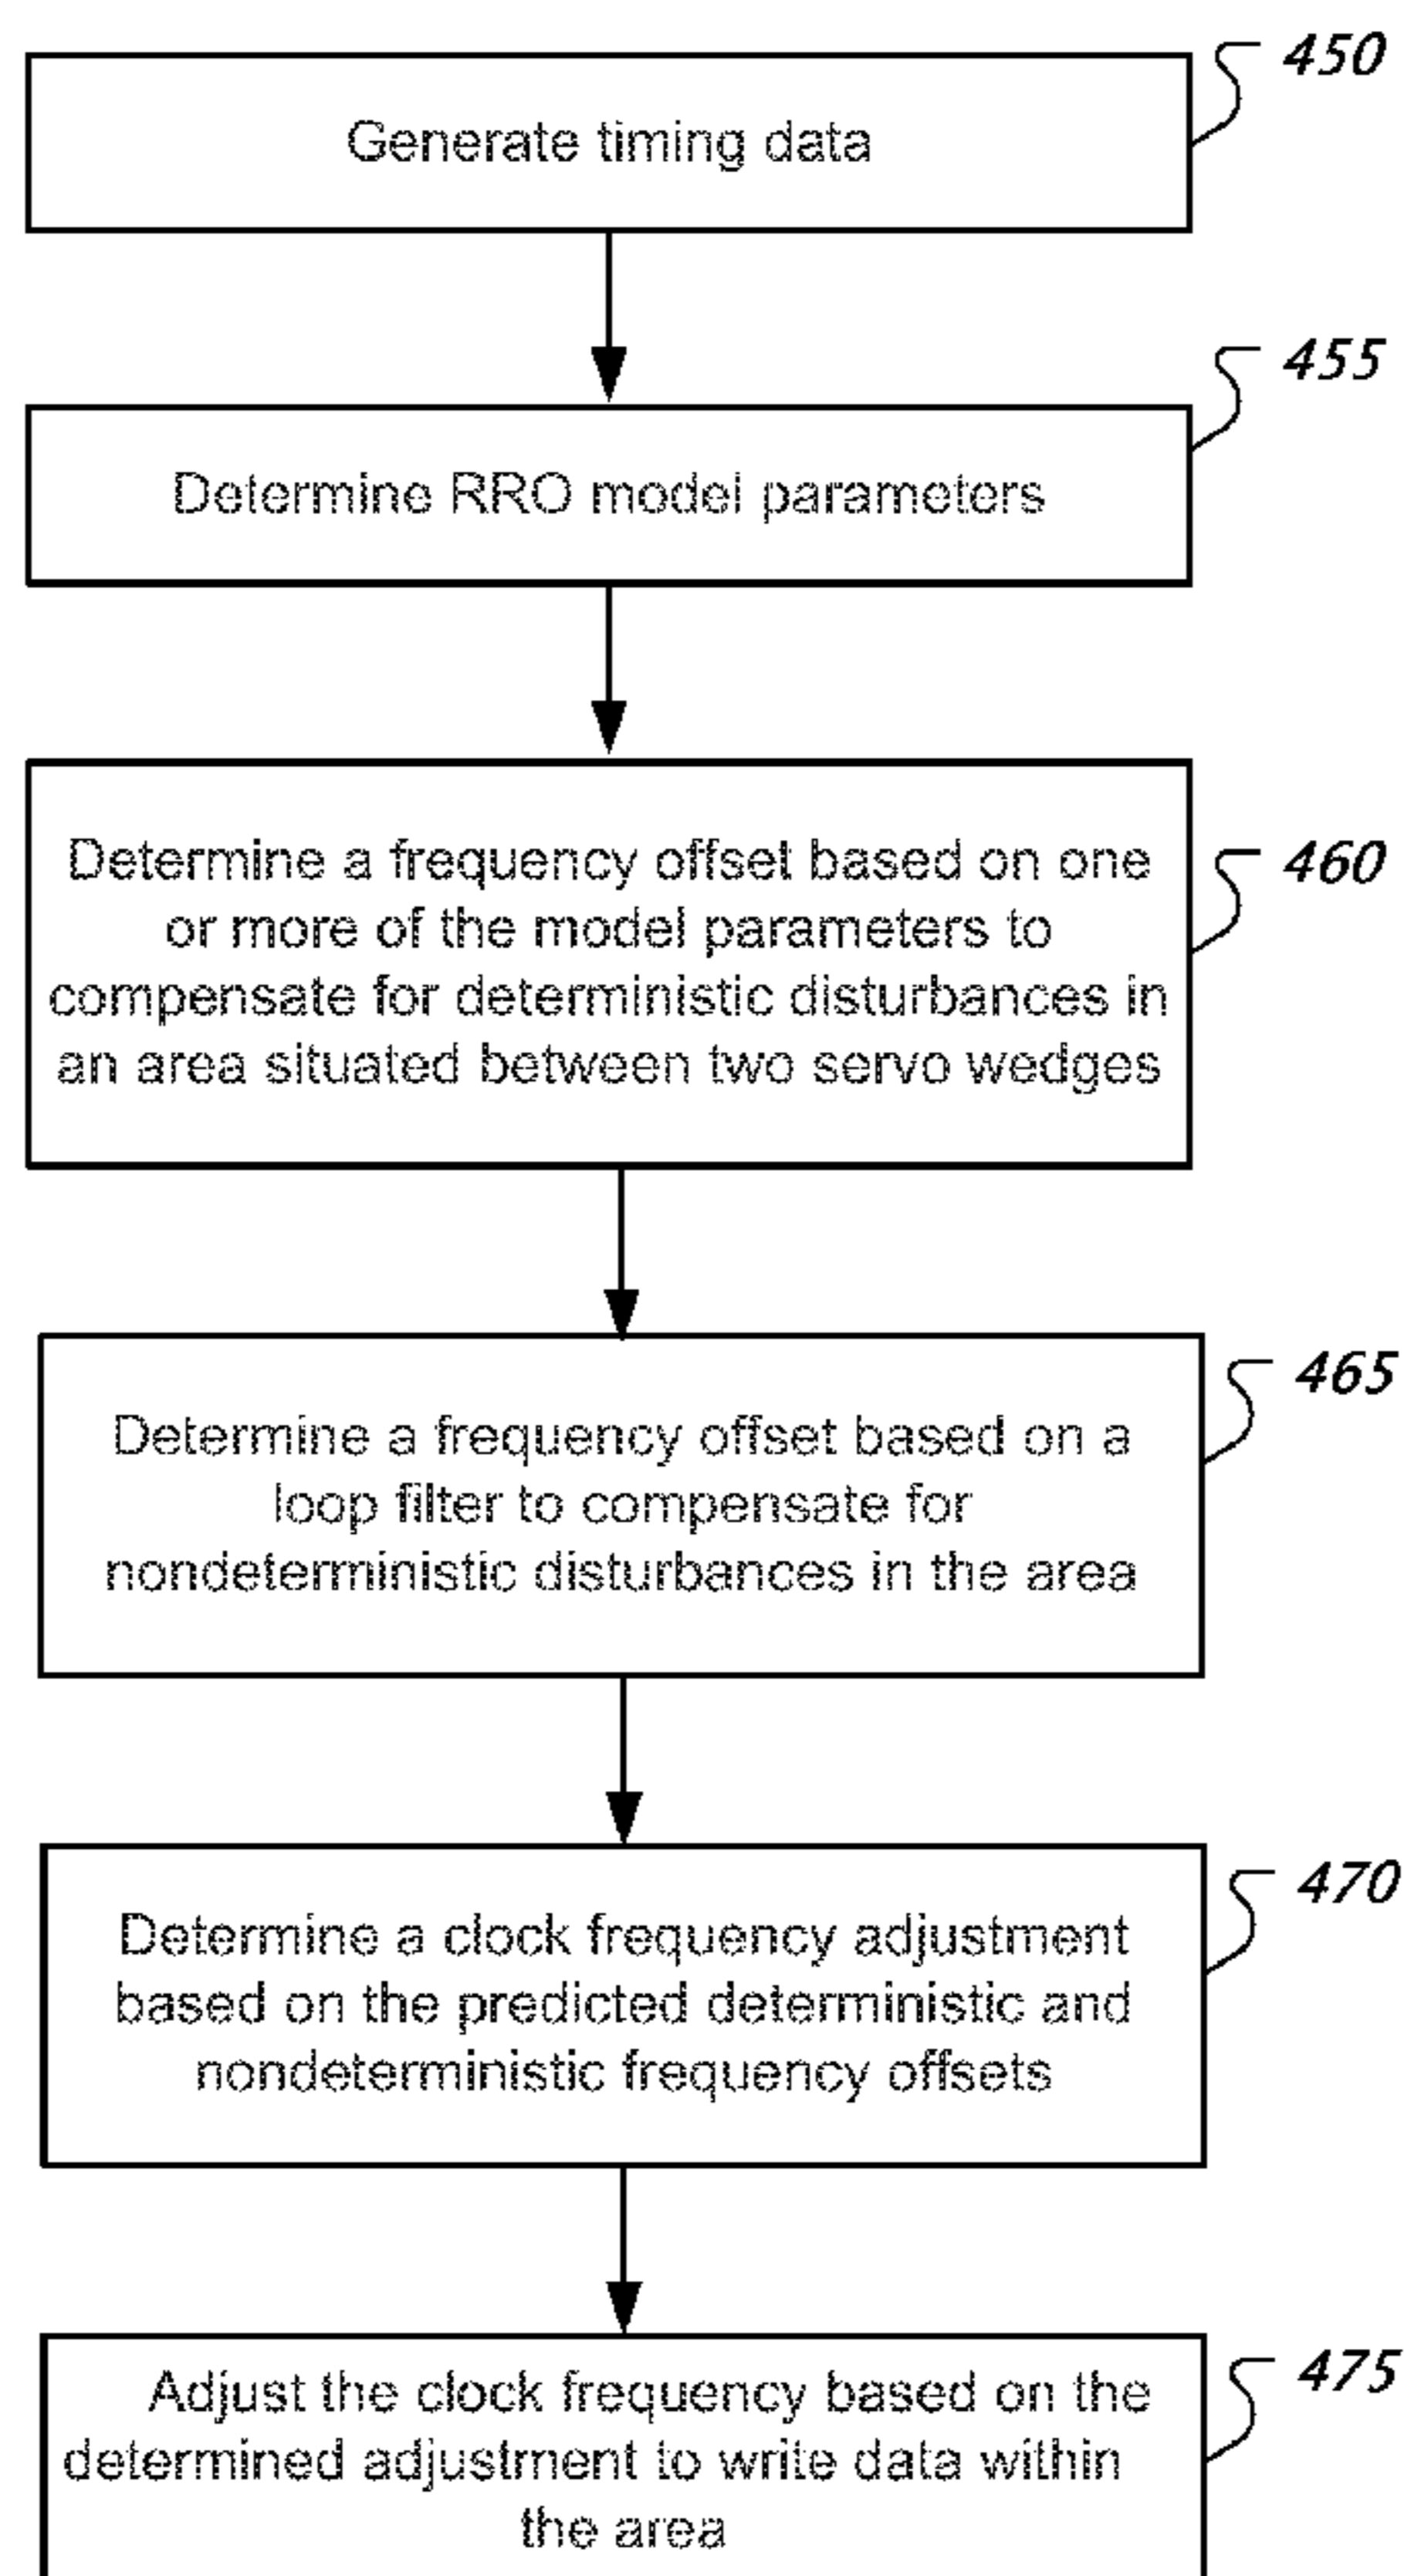 450
Generate timing data
455
Determine RRO model parameters
460
Determine a frequency offset based on one
or more of the model parameters to
compensate for deterministic disturbances in
an area situated between two servo wedges
465
Determine a frequency offset based on a
loop filter to compensate for
nondeterministic disturbances in the area
470
Determine a clock frequency adjustment
based on the predicted deterministic and
nondeterministic frequency offsets
475
Adjust the clock frequency based on the
determined adjustment to write data within
the area